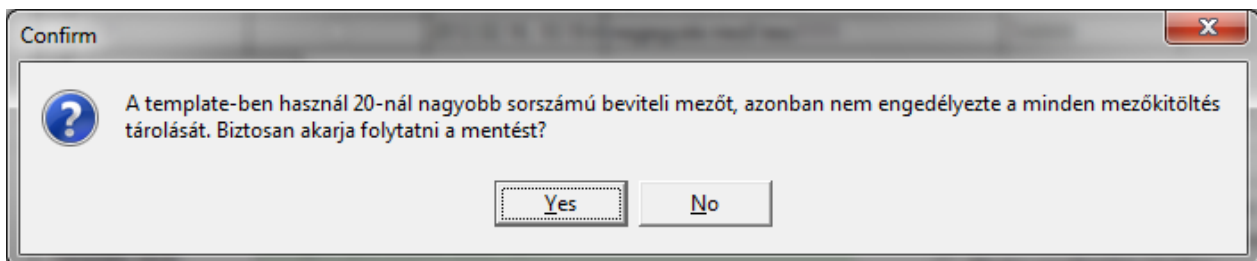 Confirm
A template-ben használ 20-nál nagyobb sorszámú beviteli mezőt, azonban nem engedélyezte a minden mezőkitöltés
tárolását. Biztosan akarja folytatni a mentést?
Yes
No